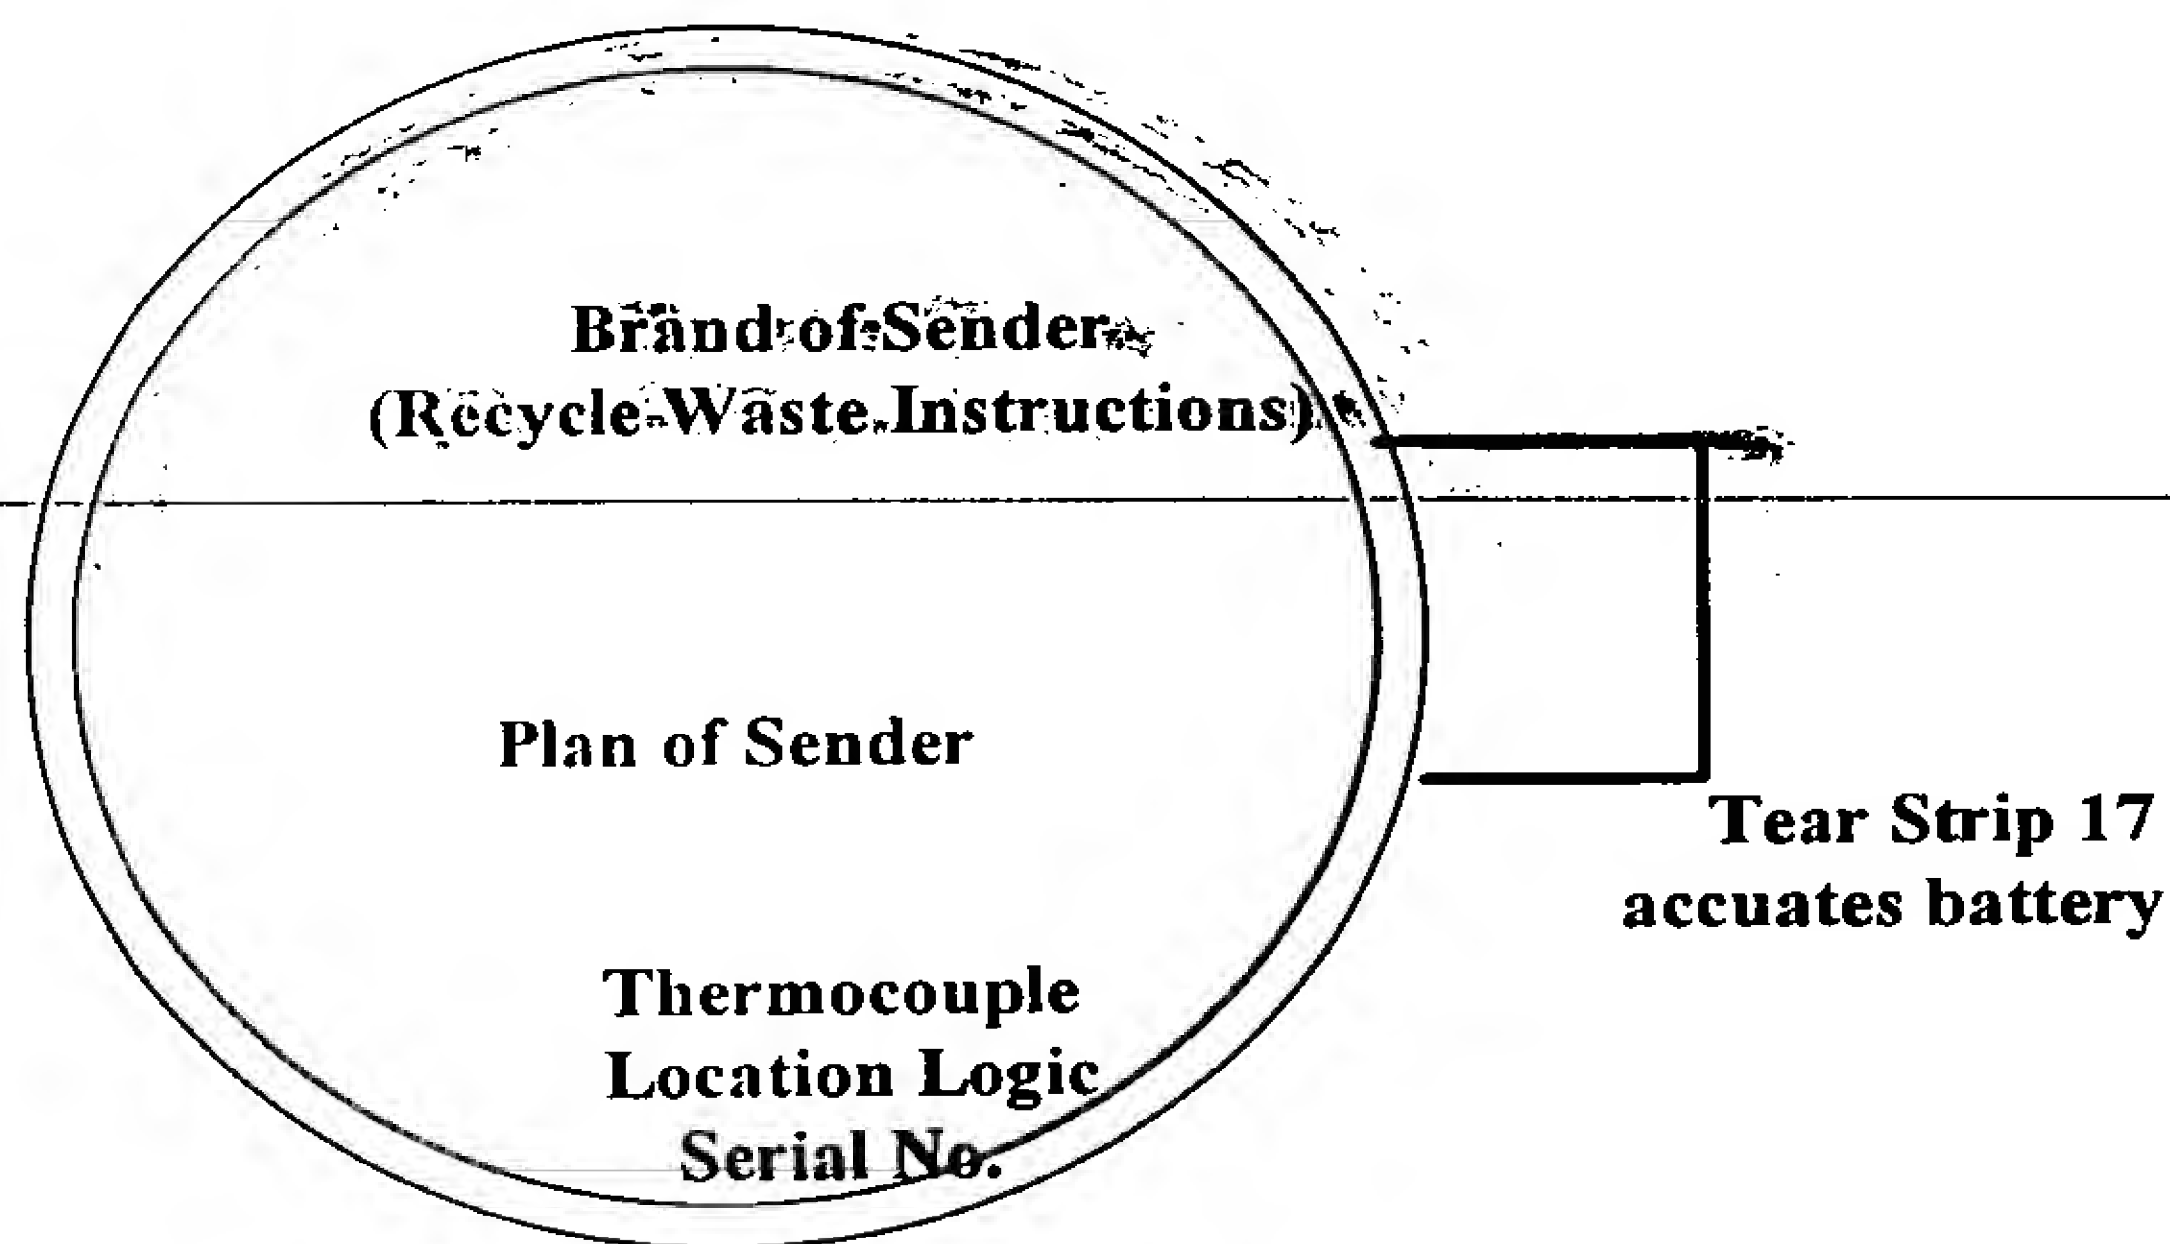 Brand of Sender
(Recycle Waste Instructions)
Plan of Sender
Tear Strip 17
accuates battery
Thermocouple
Location Logic
Serial No.